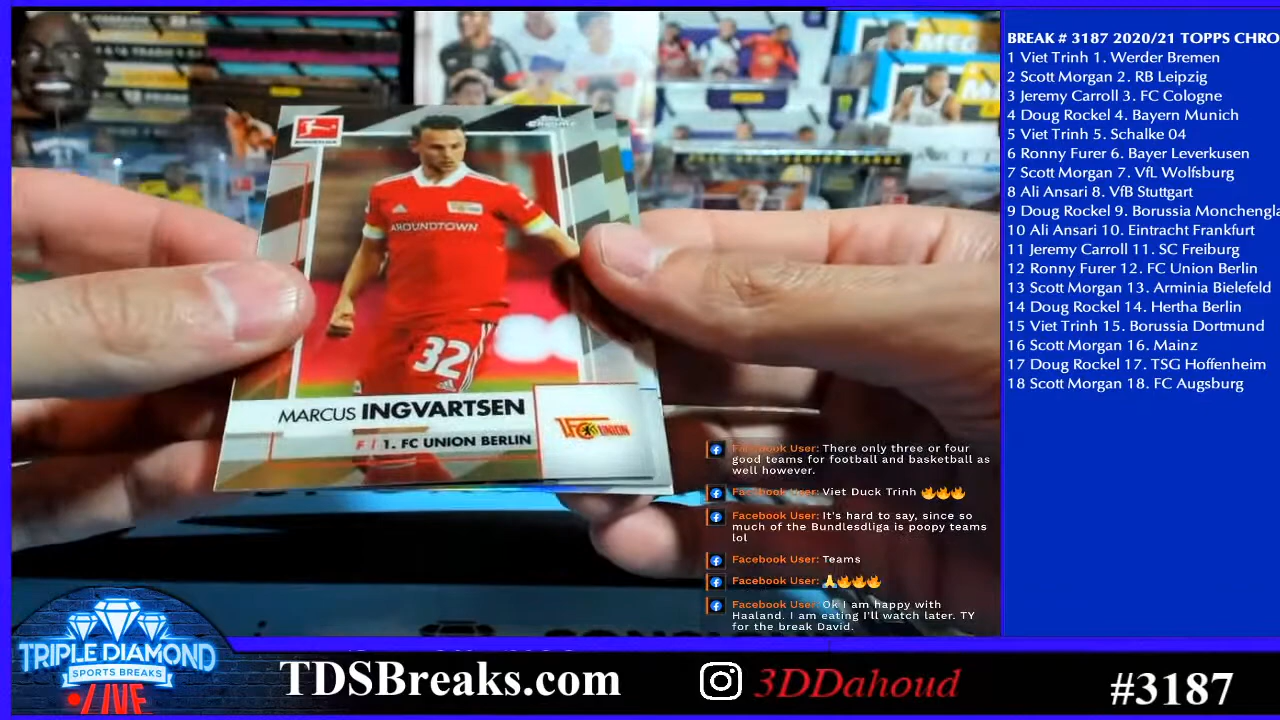 BREAK # 3187 2020/21 TOPPS CHRO
1 Viet Trinh 1. Werder Bremen
2 Scott Morgan 2. RB Leipzig
3 Jeremy Carroll 3. FC Cologne
4 Doug Rockel 4. Bayern Munich
5 Viet Trinh 5. Schalke 04
6 Ronny Furer 6. Bayer Leverkusen
7 Scott Morgan 7. VfL Wolfsburg
8 Ali Ansari 8. VfB Stuttgart
9 Doug Rockel 9. Borussia Monchengla
10 Ali Ansari 10. Eintracht Frankfurt
11 Jeremy Carroll 11. SC Freiburg
12 Ronny Furer 12. FC Union Berlin
13 Scott Morgan 13. Arminia Bielefeld
14 Doug Rockel 14. Hertha Berlin
15 Viet Trinh 15. Borussia Dortmund
16 Scott Morgan 16. Mainz
17 Doug Rockel 17. TSG Hoffenheim
18 Scott Morgan 18. FC Augsburg
BUNDESLIGA
AROUNDTOWN
32
MARCUS INGVARTSEN
F | 1. FC UNION BERLIN
UNION
Facebook User: There only three or four
good teams for football and basketball as
well however.
Facebook User: Viet Duck Trinh 🔥🔥🔥
Facebook User: It's hard to say, since so
much of the Bundlesdliga is poopy teams
lol
Facebook User: Teams
Facebook User: 🙏🔥🔥🔥
Facebook User: Ok I am happy with
Haaland. I am eating I'll watch later. TY
for the break David.
TRIPLE DIAMOND
SPORTS BREAKS
LIVE
TDSBreaks.com
3DDahoud
#3187